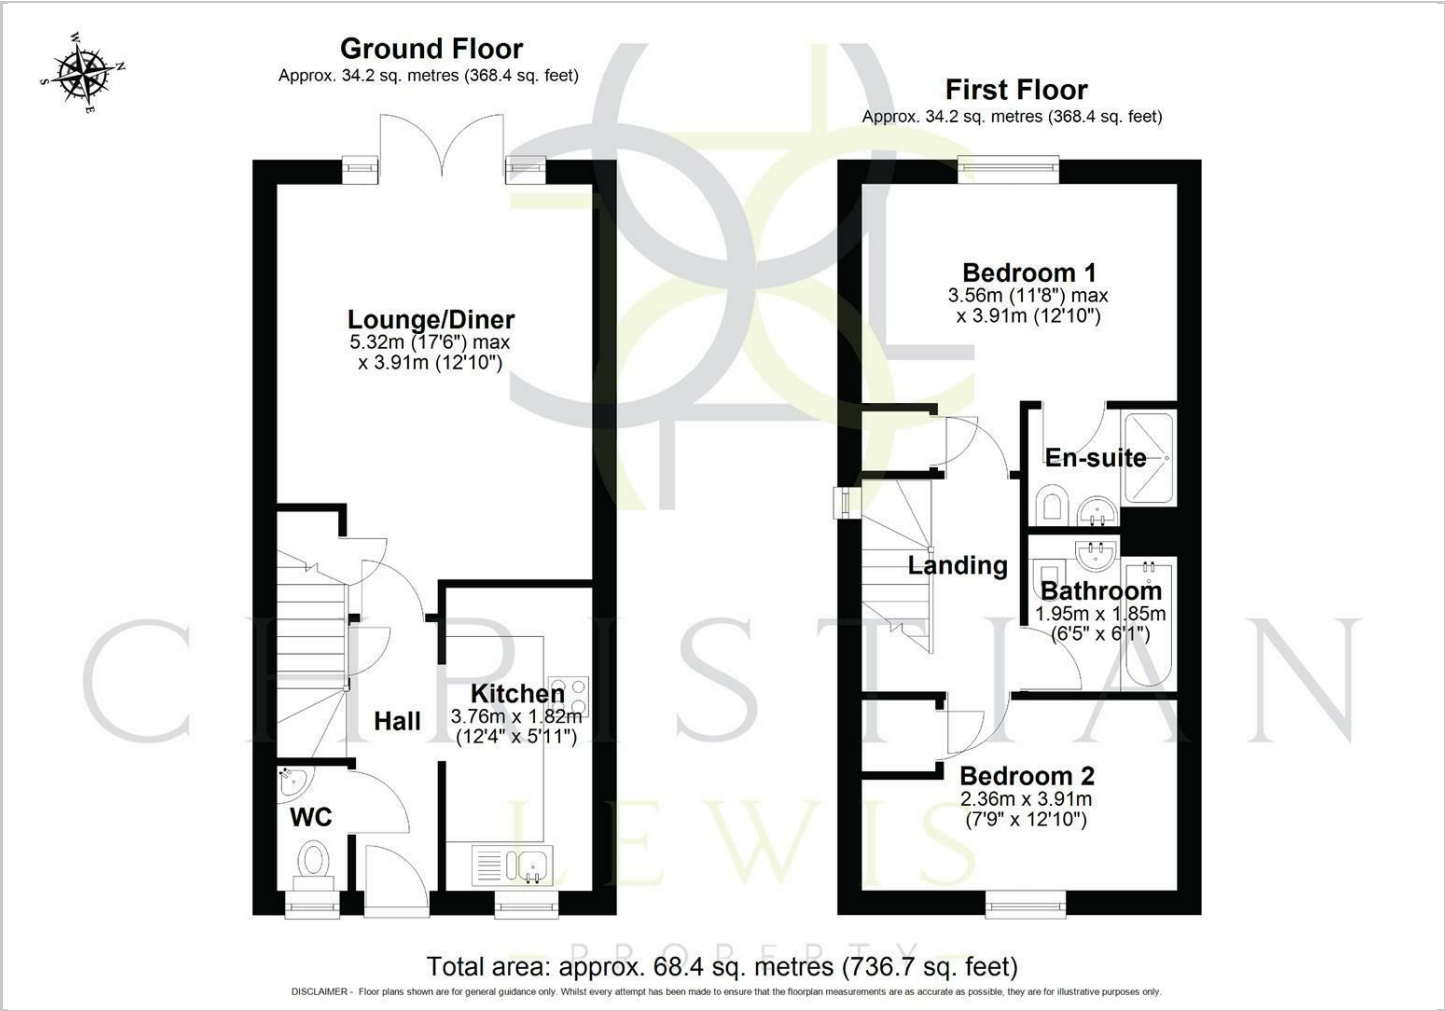 W
N
S
E
Ground Floor
Approx. 34.2 sq. metres (368.4 sq. feet)
First Floor
Approx. 34.2 sq. metres (368.4 sq. feet)
Lounge/Diner
5.32m (17'6") max
x 3.91m (12'10")
Bedroom 1
3.56m (11'8") max
x 3.91m (12'10")
En-suite
Landing
Bathroom
1.95m x 1.85m
(6'5" x 6'1")
Kitchen
3.76m x 1.82m
(12'4" x 5'11")
Hall
WC
Bedroom 2
2.36m x 3.91m
(7'9" x 12'10")
CHRISTIAN
LEWIS
PROPERTY
Total area: approx. 68.4 sq. metres (736.7 sq. feet)
DISCLAIMER - Floor plans shown are for general guidance only. Whilst every attempt has been made to ensure that the floorplan measurements are as accurate as possible, they are for illustrative purposes only.